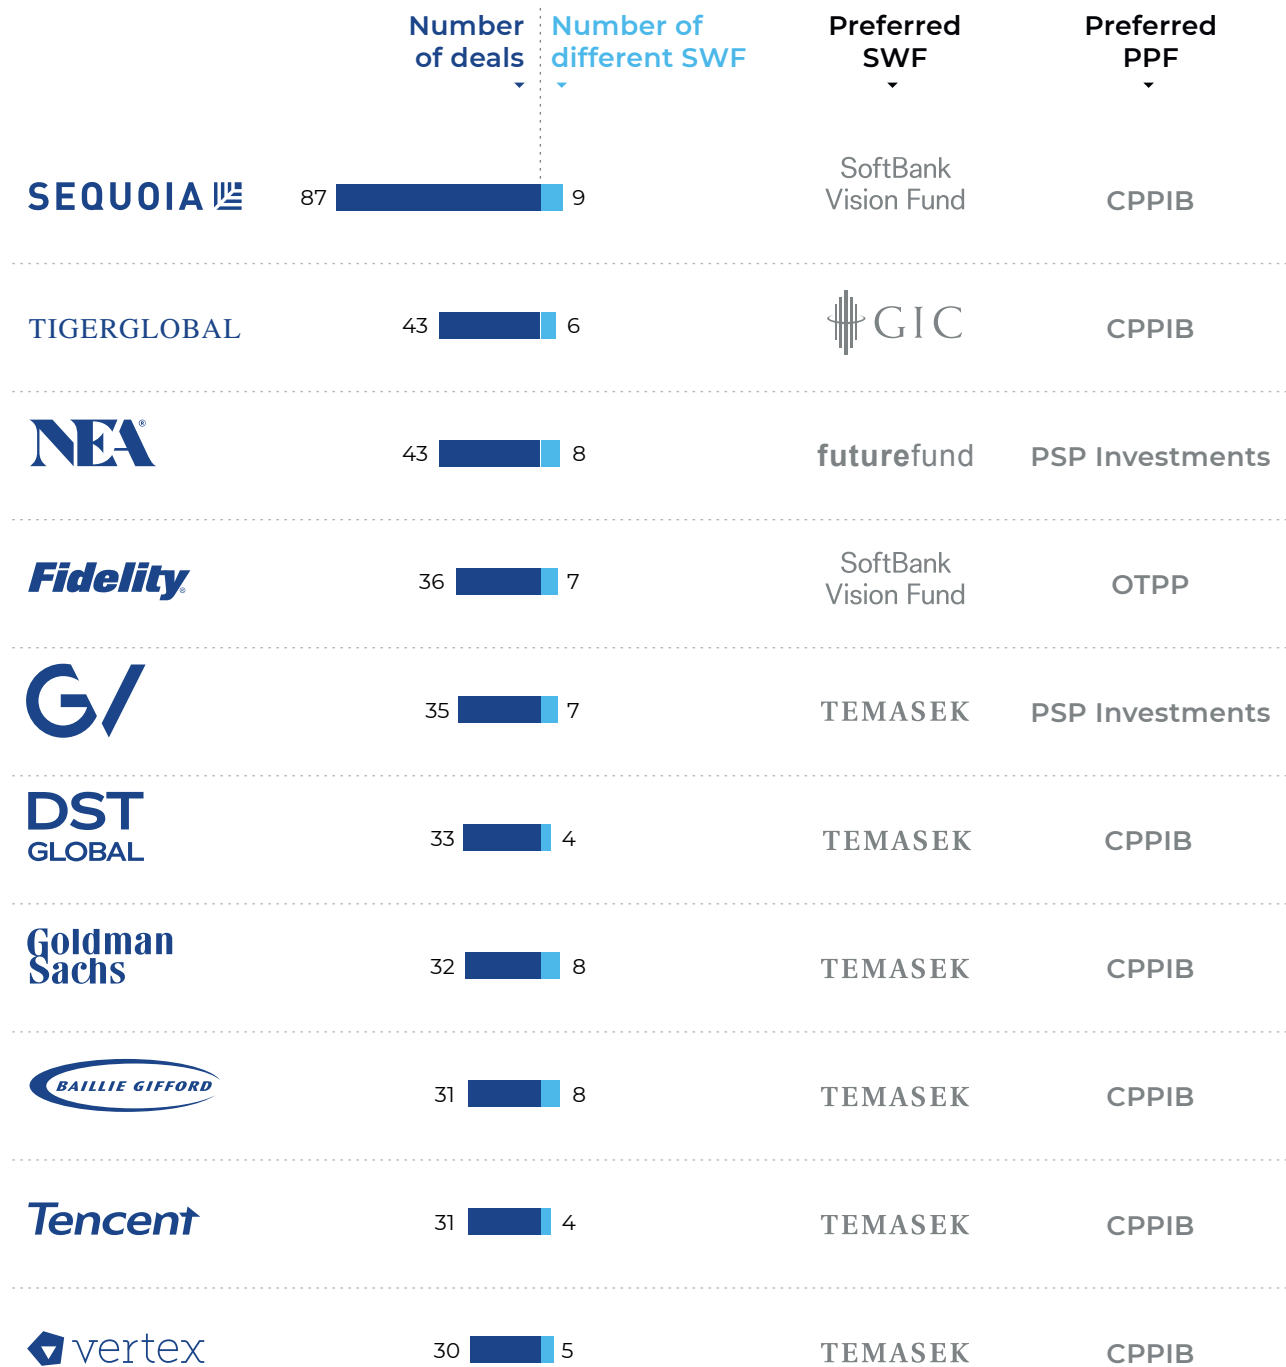 Number
of deals
Number of
different SWF
Preferred
SWF
Preferred
PPF
SEQUOIA
87
9
SoftBank
Vision Fund
CPPIB
TIGERGLOBAL
43
6
GIC
CPPIB
NEA®
43
8
futurefund
PSP Investments
Fidelity®
36
7
SoftBank
Vision Fund
OTPP
GV
35
7
TEMASEK
PSP Investments
DST
GLOBAL
33
4
TEMASEK
CPPIB
Goldman
Sachs
32
8
TEMASEK
CPPIB
BAILLIE GIFFORD
31
8
TEMASEK
CPPIB
Tencent
31
4
TEMASEK
CPPIB
vertex
30
5
TEMASEK
CPPIB